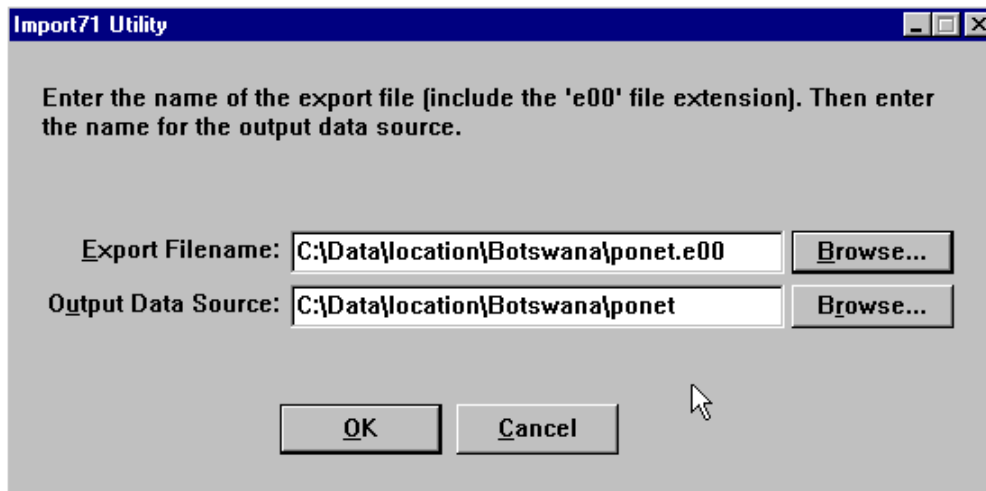 Import71 Utility
Enter the name of the export file (include the 'e00' file extension). Then enter
the name for the output data source.
Export Filename: C:\Data\location\Botswana\ponet.e00 Browse...
Output Data Source: C:\Data\location\Botswana\ponet Browse...
OK Cancel